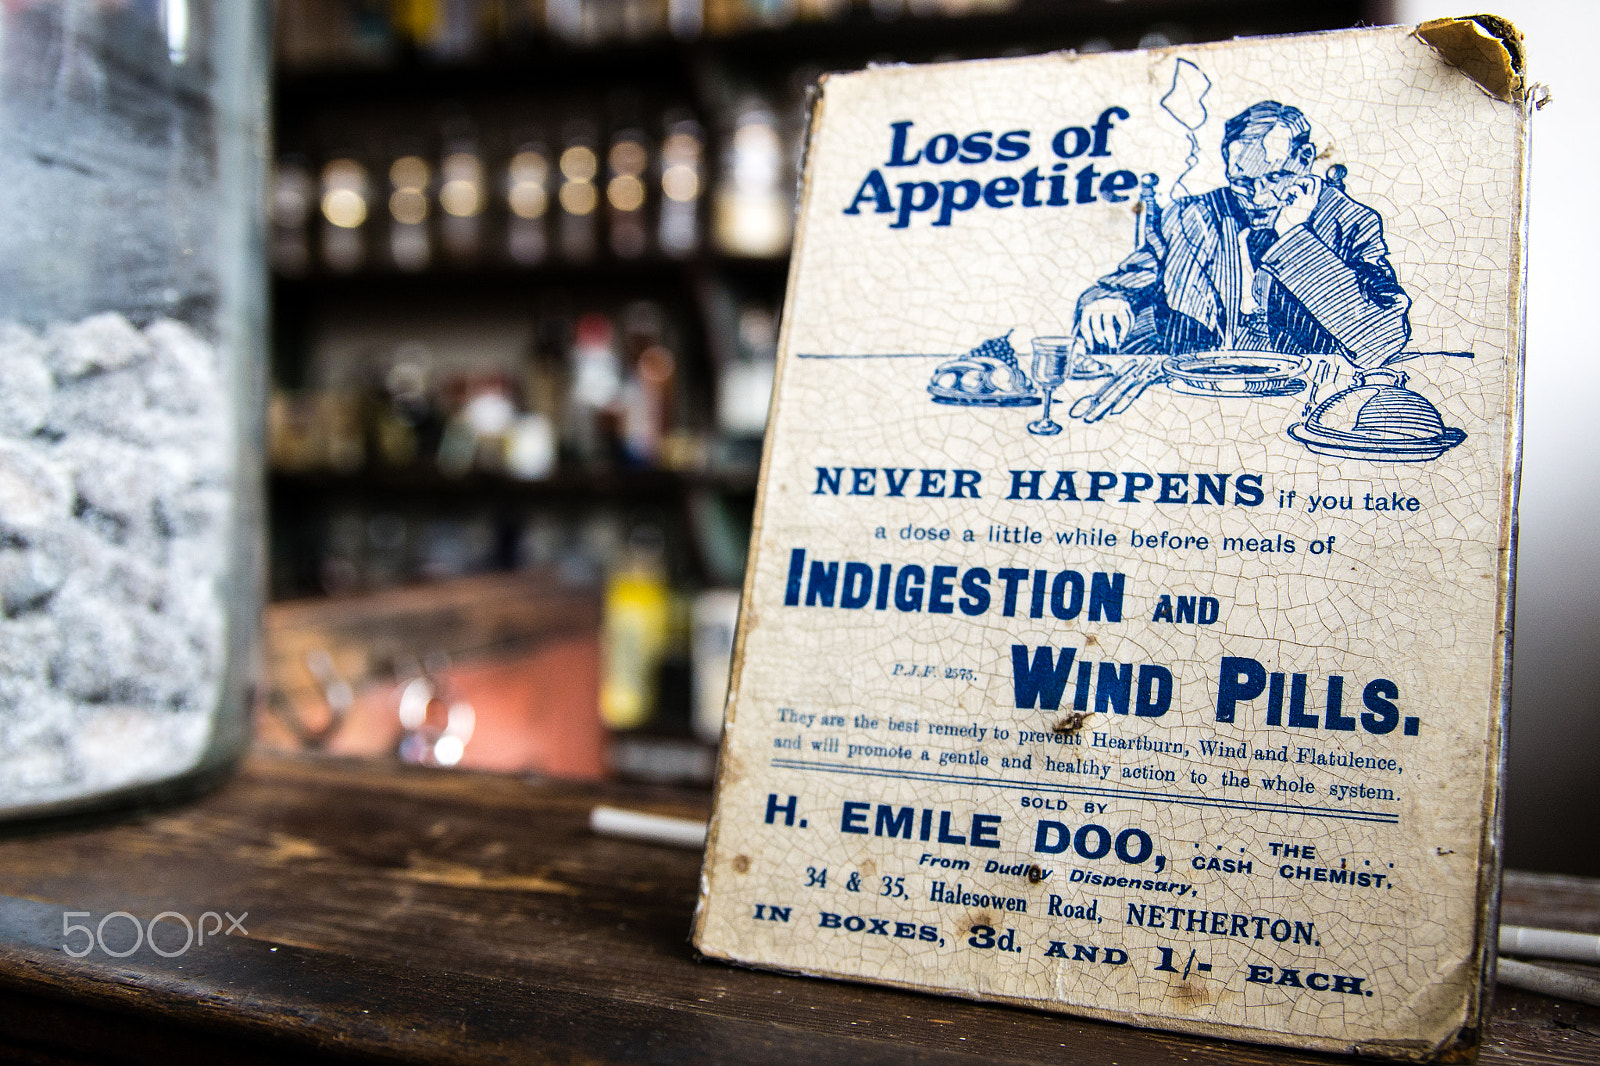 Loss of
Appetite
NEVER HAPPENS if you take
a dose a little while before meals of
INDIGESTION AND
P.J.F. 2575. WIND PILLS.
They are the best remedy to prevent Heartburn, Wind and Flatulence,
and will promote a gentle and healthy action to the whole system.
SOLD BY
H. EMILE DOO, . . . THE . . .
CASH CHEMIST,
From Dudley Dispensary,
34 & 35, Halesowen Road, NETHERTON.
IN BOXES, 3d. AND 1/- EACH.
500px